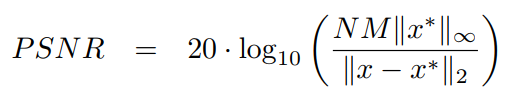 PSNR = 20 · log₁₀ ( NM‖x*‖∞ / ‖x − x*‖₂ )